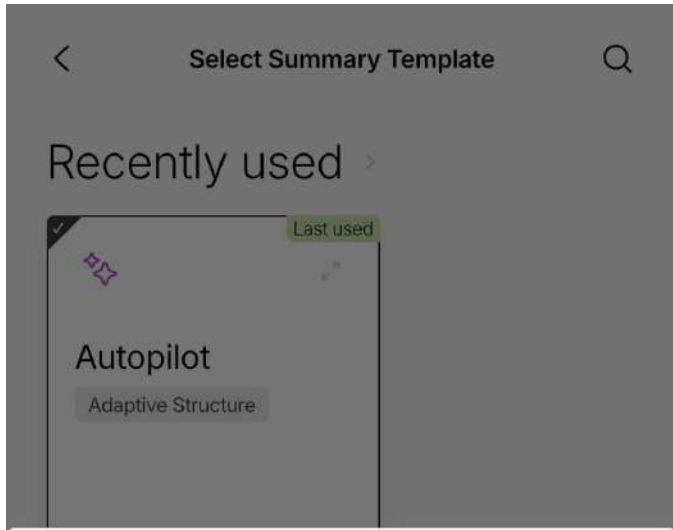 Select Summary Template
Recently used
Last used
Autopilot
Adaptive Structure